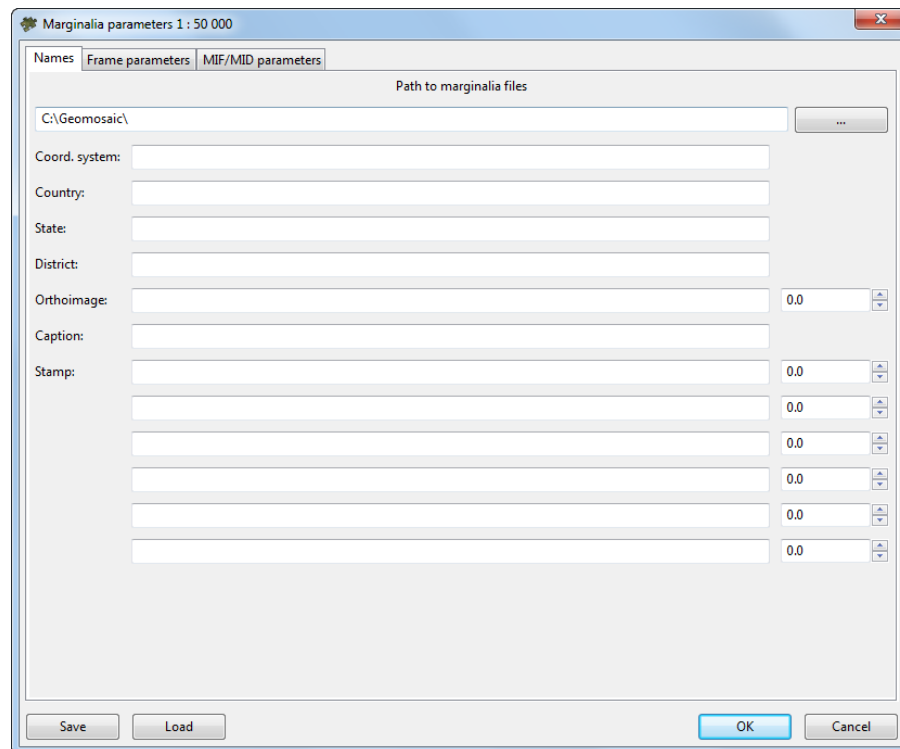 Marginalia parameters 1 : 50 000
Names Frame parameters MIF/MID parameters
Path to marginalia files
C:\Geomosaic\ ...
Coord. system:
Country:
State:
District:
Orthoimage: 0.0
Caption:
Stamp: 0.0
0.0
0.0
0.0
0.0
0.0
Save Load OK Cancel